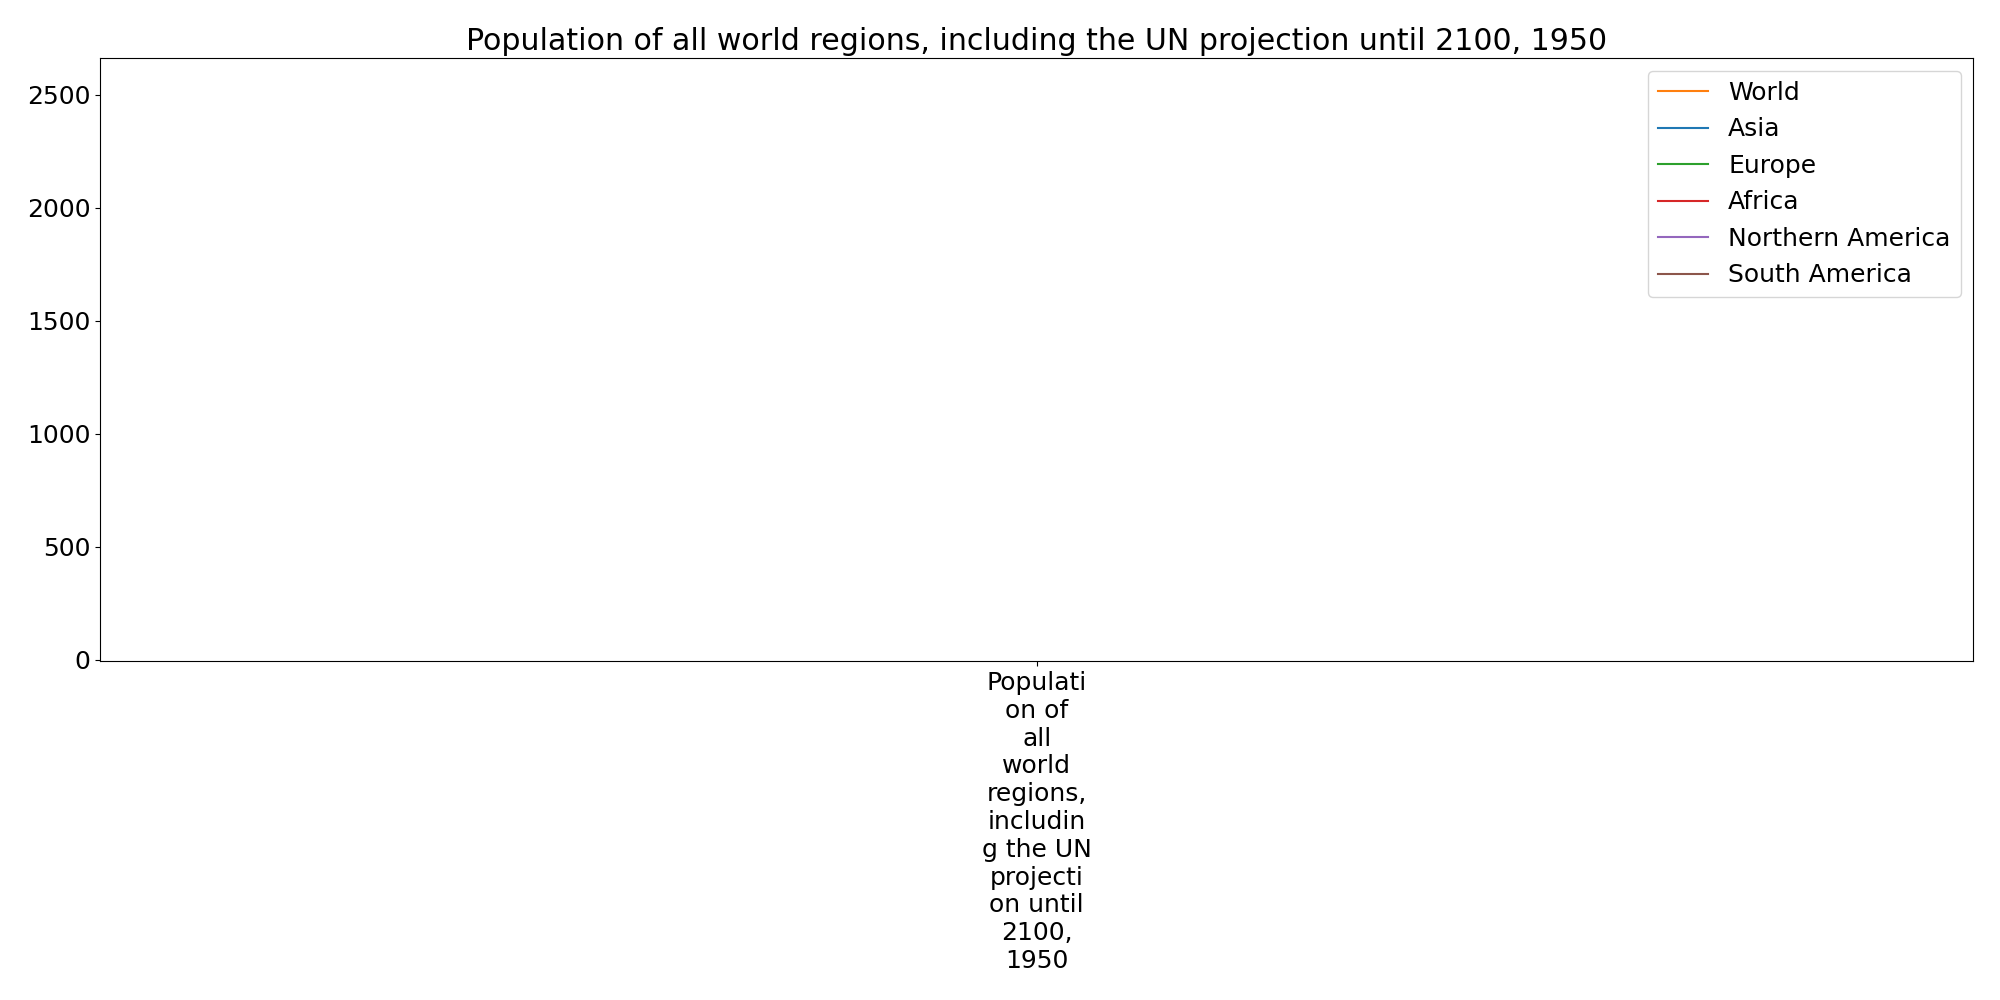 Population of all world regions, including the UN projection until 2100, 1950
2500
2000
1500
1000
500
0
World
Asia
Europe
Africa
Northern America
South America
Populati
on of
all
world
regions,
includin
g the UN
projecti
on until
2100,
1950